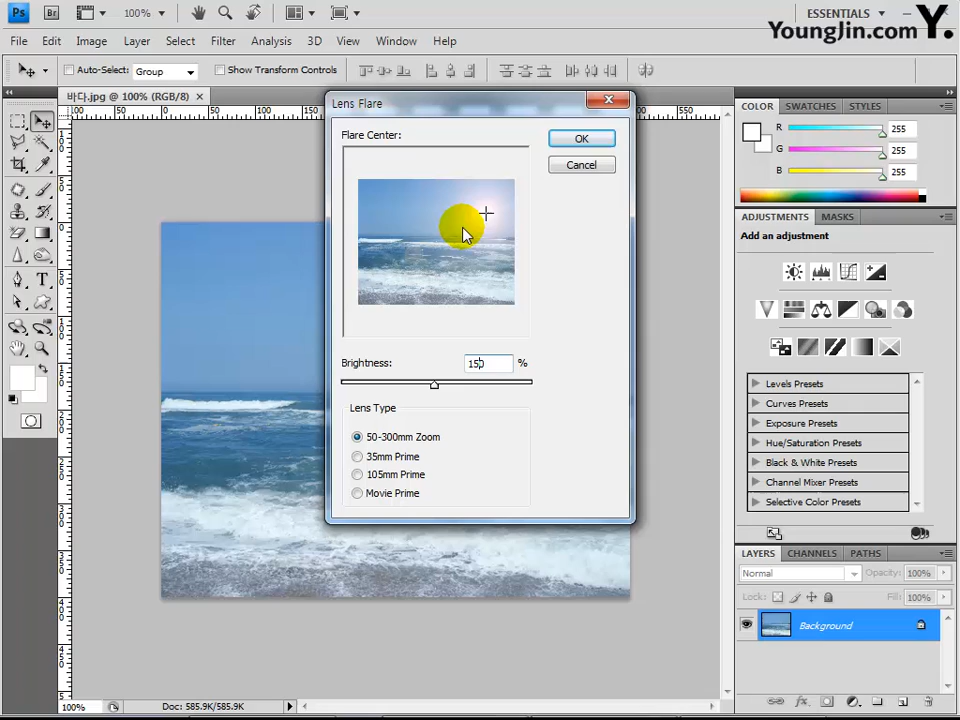 Ps
Br
100%
ESSENTIALS
YoungJin.com Y.
File Edit Image Layer Select Filter Analysis 3D View Window Help
Auto-Select: Group Show Transform Controls
바다.jpg @ 100% (RGB/8)
Lens Flare
Flare Center:
OK
Cancel
Brightness: 150 %
Lens Type
50-300mm Zoom
35mm Prime
105mm Prime
Movie Prime
COLOR SWATCHES STYLES
R 255
G 255
B 255
ADJUSTMENTS MASKS
Add an adjustment
Levels Presets
Curves Presets
Exposure Presets
Hue/Saturation Presets
Black & White Presets
Channel Mixer Presets
Selective Color Presets
LAYERS CHANNELS PATHS
Normal Opacity: 100%
Lock: Fill: 100%
Background
100% Doc: 585.9K/585.9K